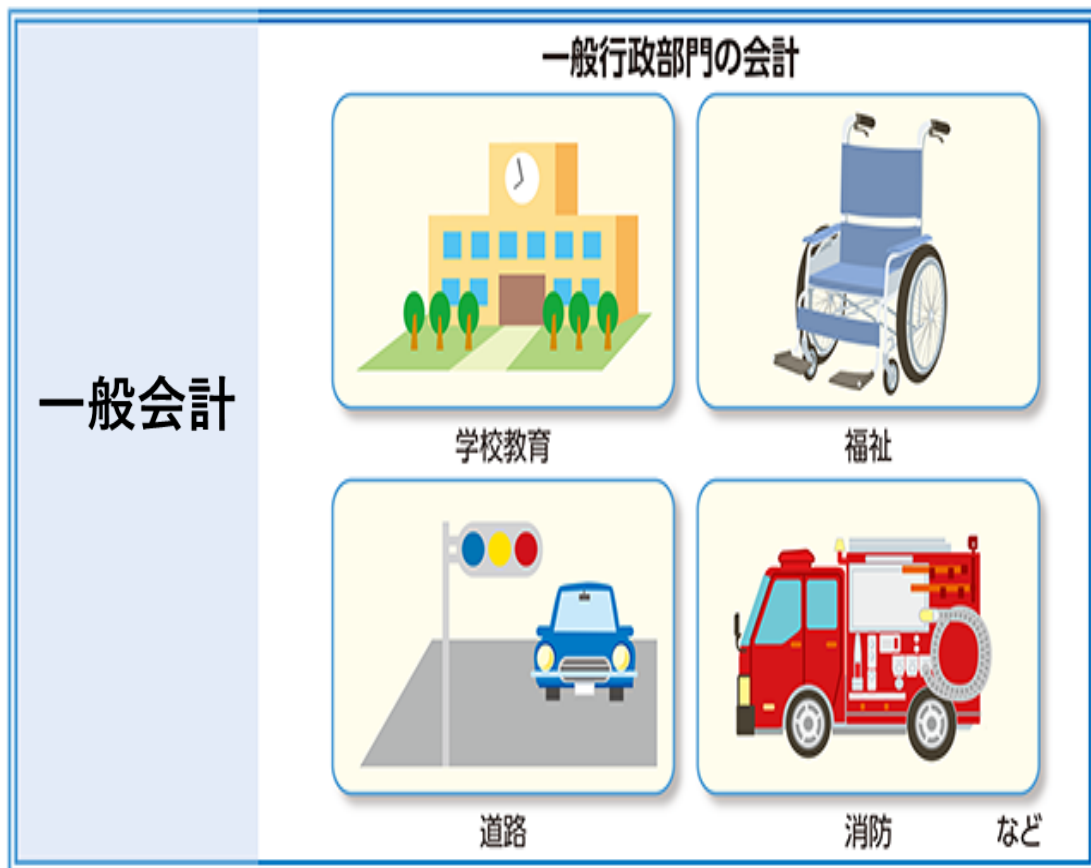 一般会計
一般行政部門の会計
学校教育
福祉
道路
消防
など